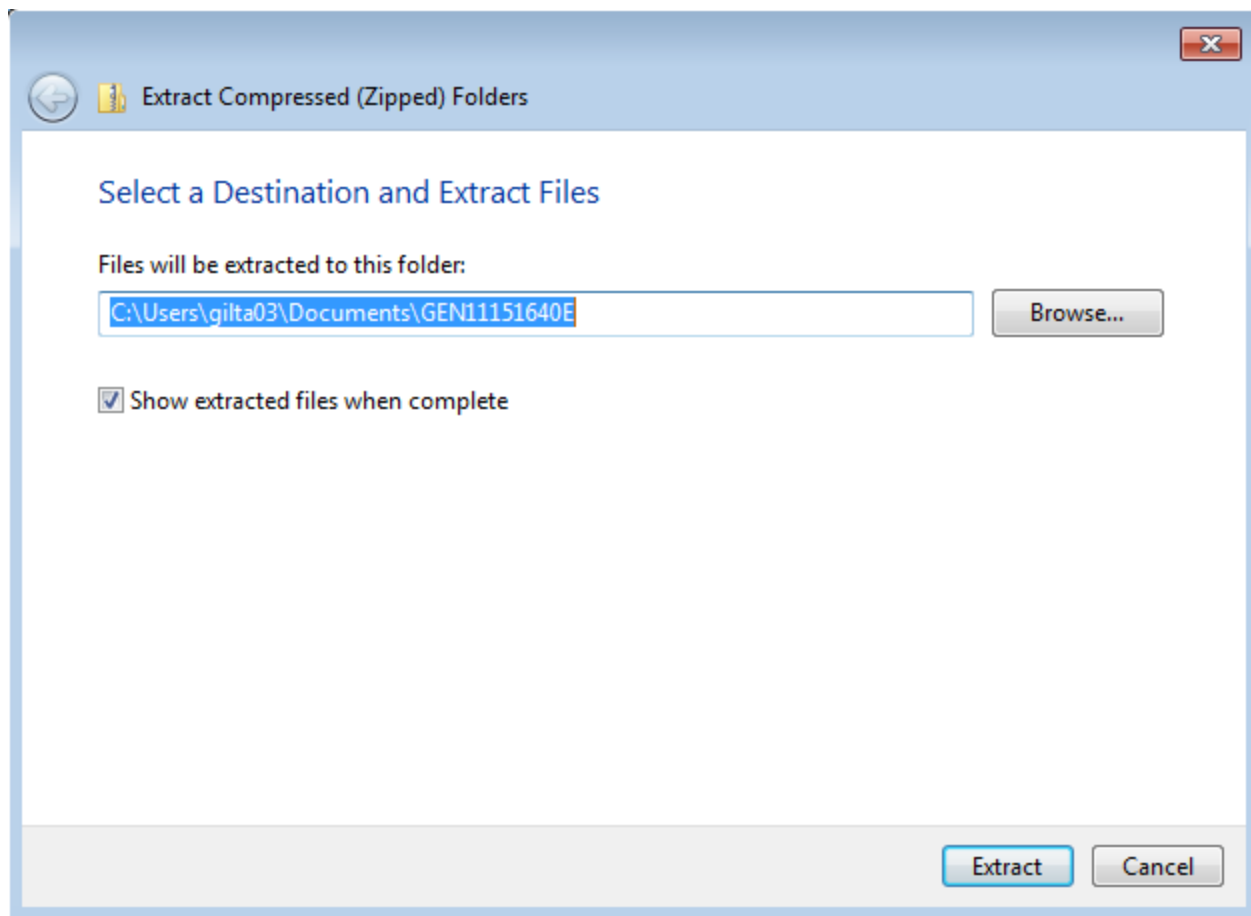 Extract Compressed (Zipped) Folders
Select a Destination and Extract Files
Files will be extracted to this folder:
C:\Users\gilta03\Documents\GEN11151640E
Browse...
Show extracted files when complete
Extract
Cancel